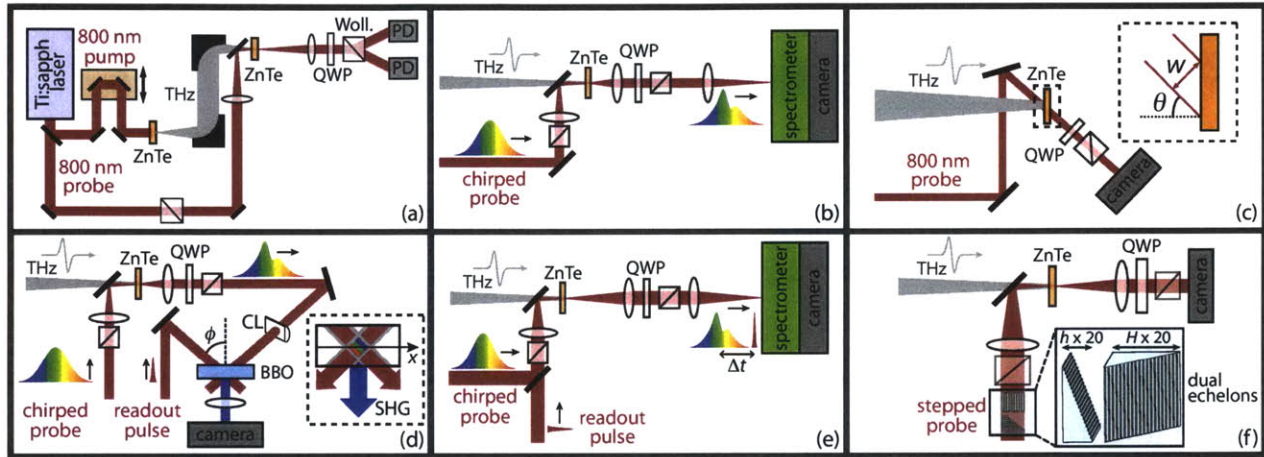 Ti:sapph
laser
800 nm
pump
THz
ZnTe
ZnTe
QWP
Woll.
PD
PD
800 nm
probe
(a)
THz
ZnTe
QWP
spectrometer
camera
chirped
probe
(b)
THz
ZnTe
QWP
camera
w
θ
800 nm
probe
(c)
THz
ZnTe
QWP
CL
ϕ
BBO
x
SHG
chirped
probe
readout
pulse
camera
(d)
THz
ZnTe
QWP
spectrometer
camera
Δt
chirped
probe
readout
pulse
(e)
THz
ZnTe
QWP
camera
h x 20
H x 20
dual
echelons
stepped
probe
(f)